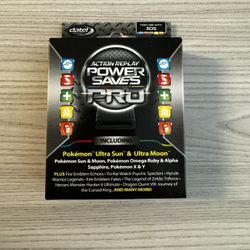 datel
FOR USE WITH
3DS
ACTION REPLAY
POWER
SAVES
PRO
INCLUDING
Pokémon Ultra Sun & Ultra Moon
Pokémon Sun & Moon, Pokémon Omega Ruby & Alpha
Sapphire, Pokémon X & Y
PLUS Fire Emblem Echoes - Yo-Kai Watch Psychic Specters - Hyrule
Warrior Legends - Fire Emblem Fates - The Legend of Zelda: Triforce
Heroes Monster Hunter 4 Ultimate - Dragon Quest VIII: Journey
of the Cursed King ...AND MANY MORE!